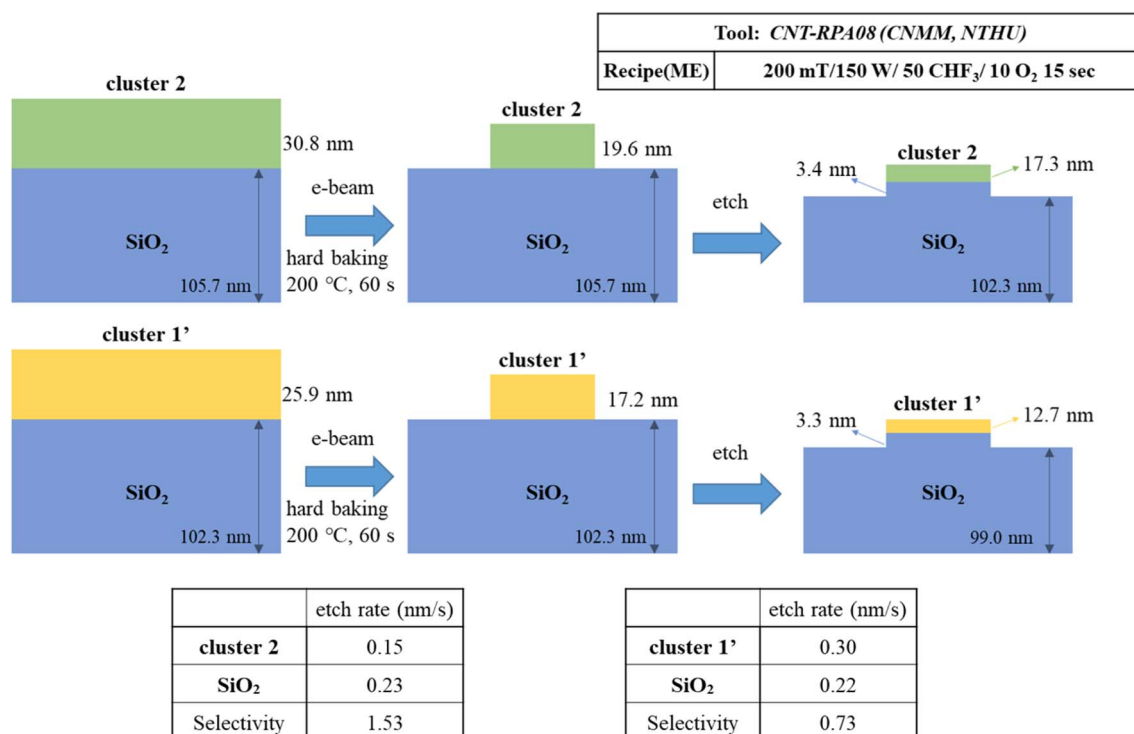 Tool: CNT-RPA08 (CNMM, NTHU)
Recipe(ME) 200 mT/150 W/ 50 CHF₃/ 10 O₂ 15 sec
cluster 2
30.8 nm
SiO₂
105.7 nm
e-beam
hard baking
200 °C, 60 s
cluster 2
19.6 nm
SiO₂
105.7 nm
etch
cluster 2
3.4 nm
17.3 nm
SiO₂
102.3 nm
cluster 1’
25.9 nm
SiO₂
102.3 nm
e-beam
hard baking
200 °C, 60 s
cluster 1’
17.2 nm
SiO₂
102.3 nm
etch
cluster 1’
3.3 nm
12.7 nm
SiO₂
99.0 nm
etch rate (nm/s)
cluster 2 0.15
SiO₂ 0.23
Selectivity 1.53
etch rate (nm/s)
cluster 1’ 0.30
SiO₂ 0.22
Selectivity 0.73